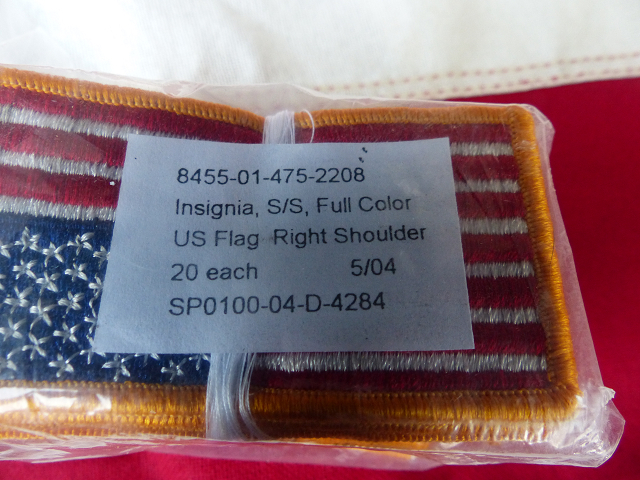 8455-01-475-2208
Insignia, S/S, Full Color
US Flag Right Shoulder
20 each 5/04
SP0100-04-D-4284